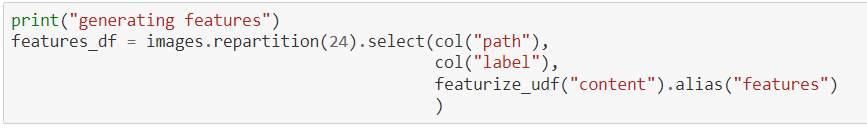 print("generating features")
features_df = images.repartition(24).select(col("path"),
col("label"),
featurize_udf("content").alias("features")
)